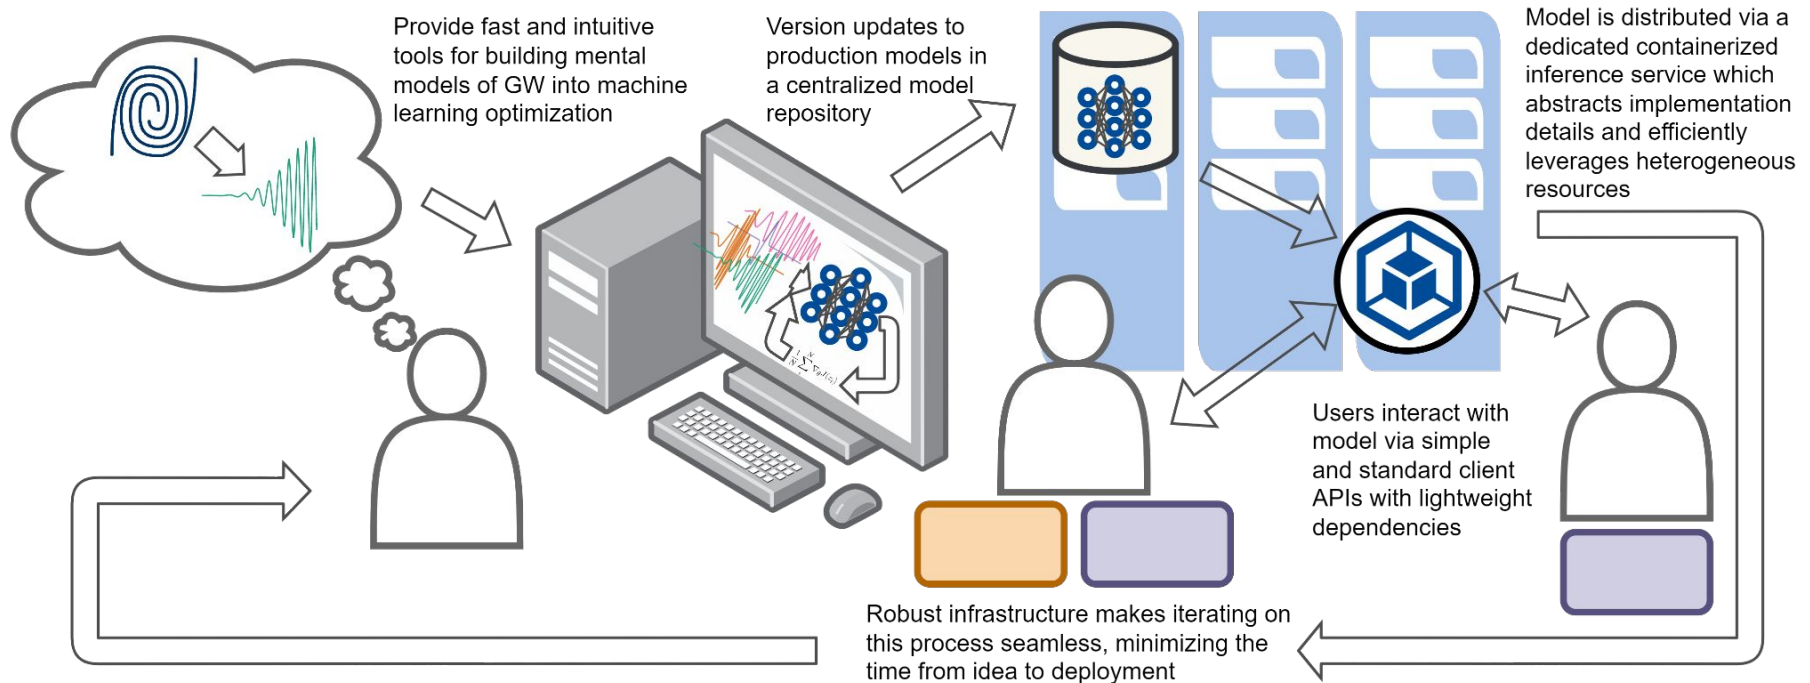 Provide fast and intuitive
tools for building mental
models of GW into machine
learning optimization
Version updates to
production models in
a centralized model
repository
Model is distributed via a
dedicated containerized
inference service which
abstracts implementation
details and efficiently
leverages heterogeneous
resources
Users interact with
model via simple
and standard client
APIs with lightweight
dependencies
Robust infrastructure makes iterating on
this process seamless, minimizing the
time from idea to deployment